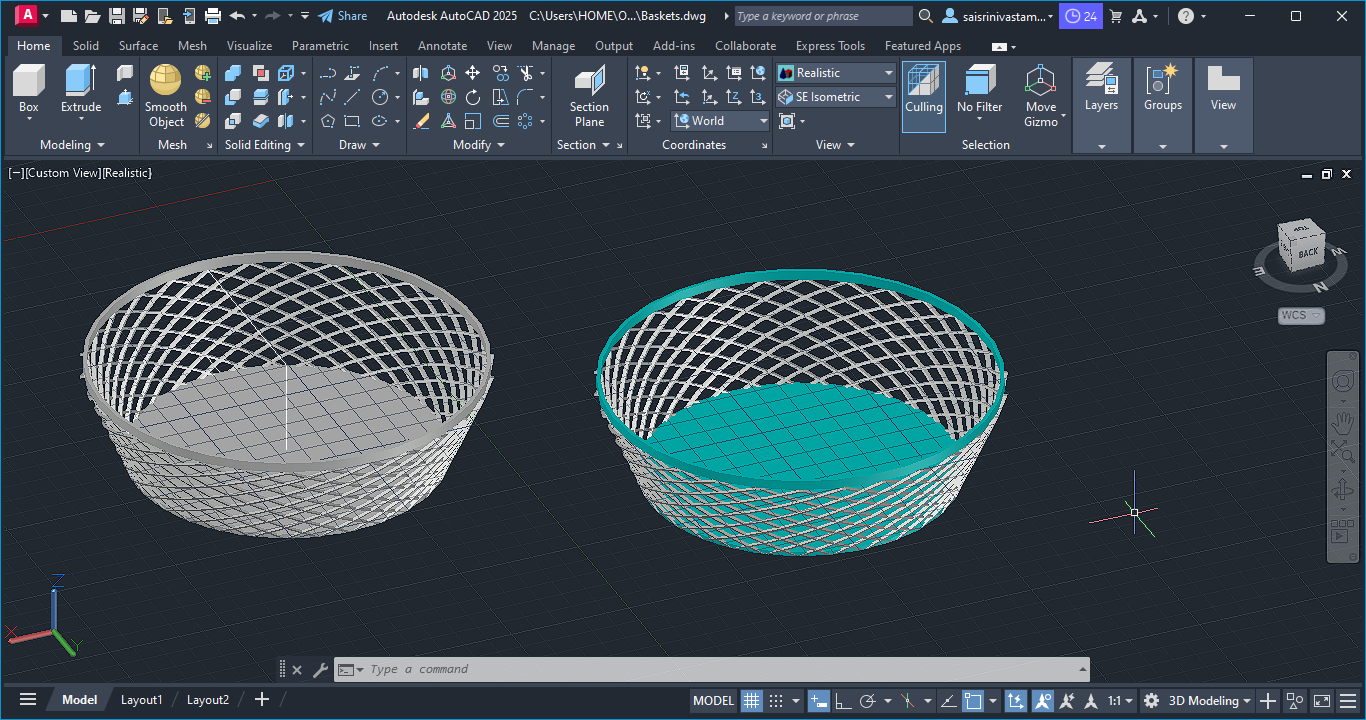 A
Share
Autodesk AutoCAD 2025 C:\Users\HOME\O...\Baskets.dwg
Type a keyword or phrase
saisrinivastam...
24
Home Solid Surface Mesh Visualize Parametric Insert Annotate View Manage Output Add-ins Collaborate Express Tools Featured Apps
Box
Extrude
Smooth
Object
Section
Plane
Realistic
SE Isometric
World
Culling
No Filter
Move
Gizmo
Layers
Groups
View
Modeling
Mesh
Solid Editing
Draw
Modify
Section
Coordinates
View
Selection
[−][Custom View][Realistic]
TOP
BACK
E
N
W
WCS
Z
X
Y
Type a command
Model Layout1 Layout2
MODEL
1:1
3D Modeling